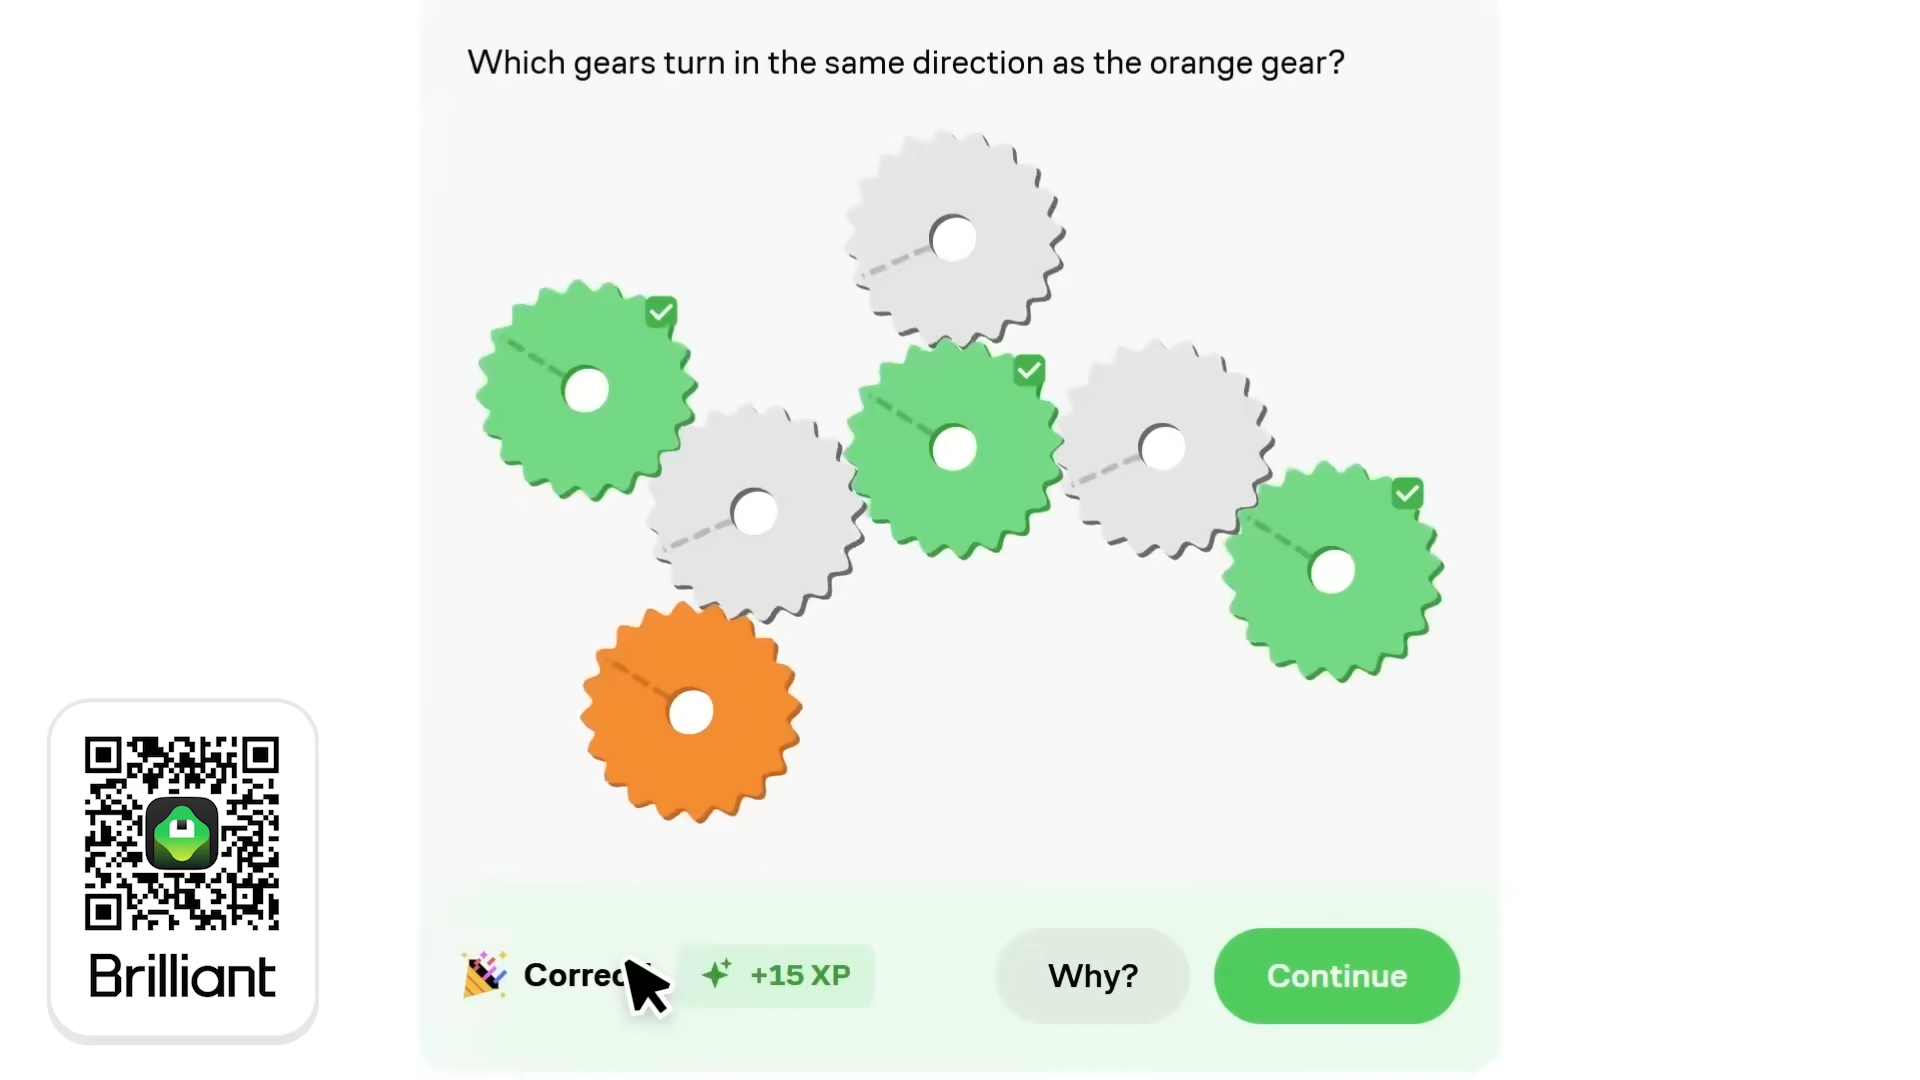 Which gears turn in the same direction as the orange gear?
Brilliant
+15 XP
Why?
Continue